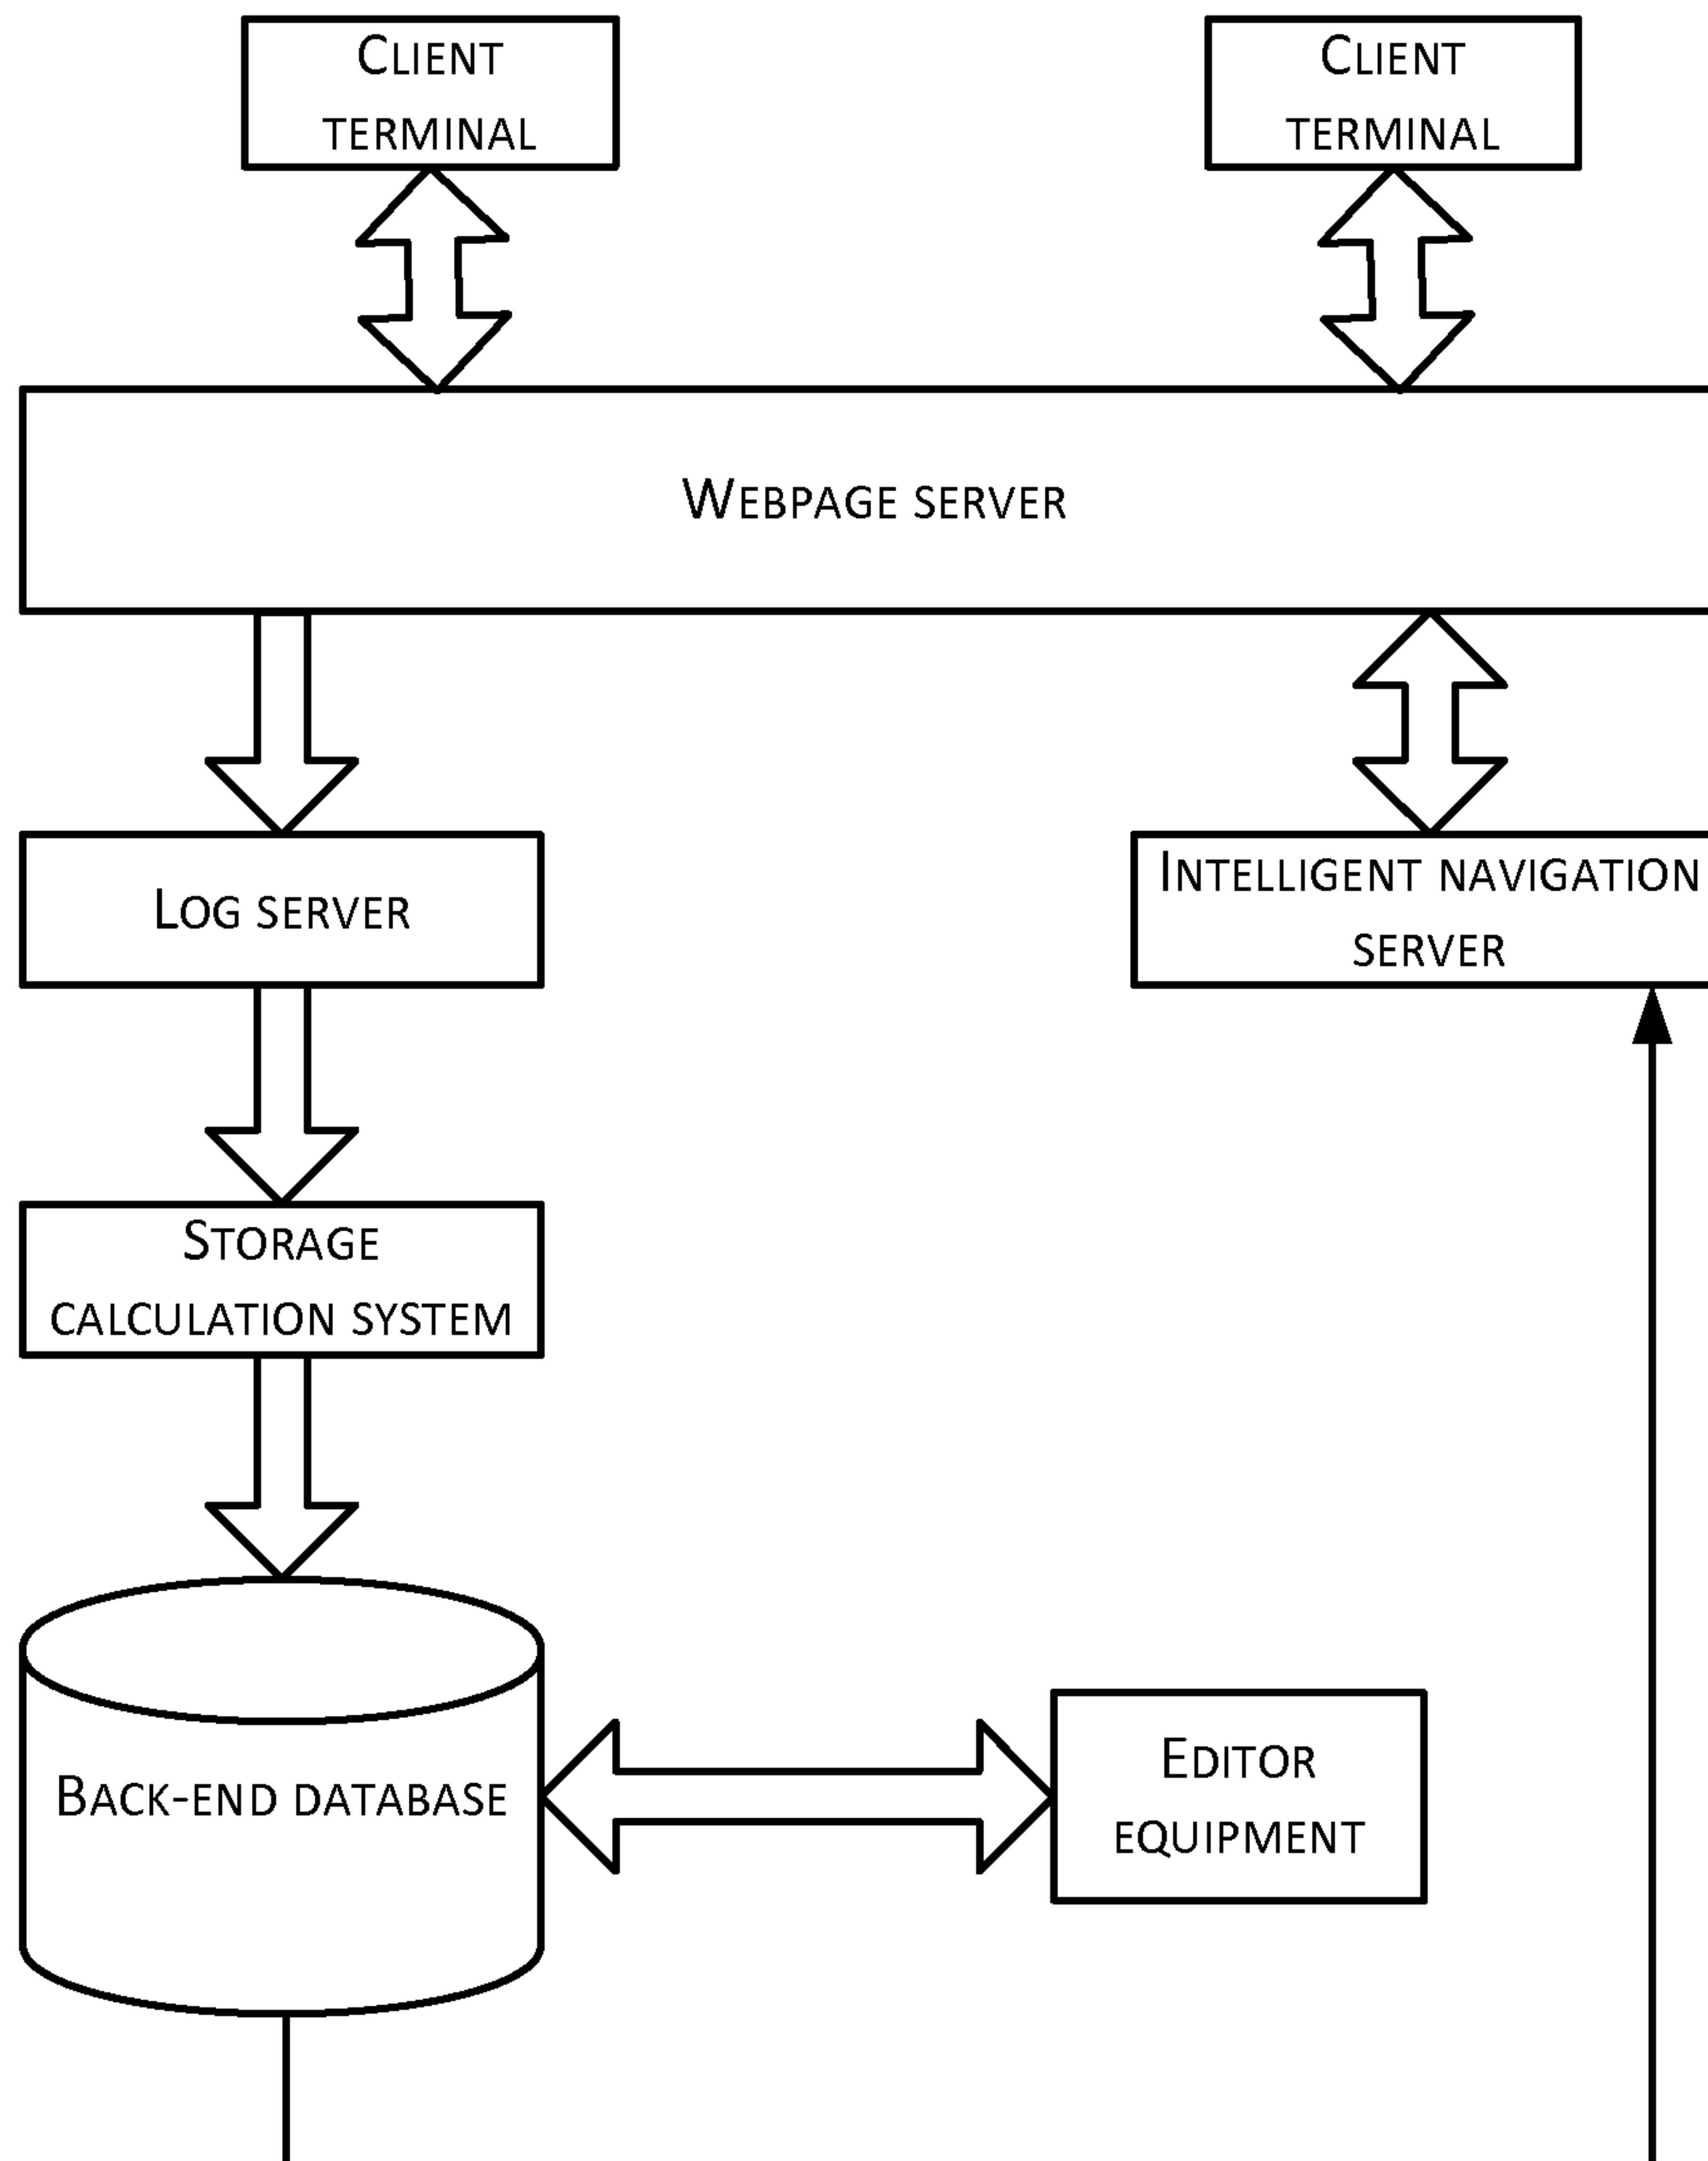 CLIENT
TERMINAL
CLIENT
TERMINAL
WEBPAGE SERVER
LOG SERVER
INTELLIGENT NAVIGATION
SERVER
STORAGE
CALCULATION SYSTEM
BACK-END DATABASE
EDITOR
EQUIPMENT